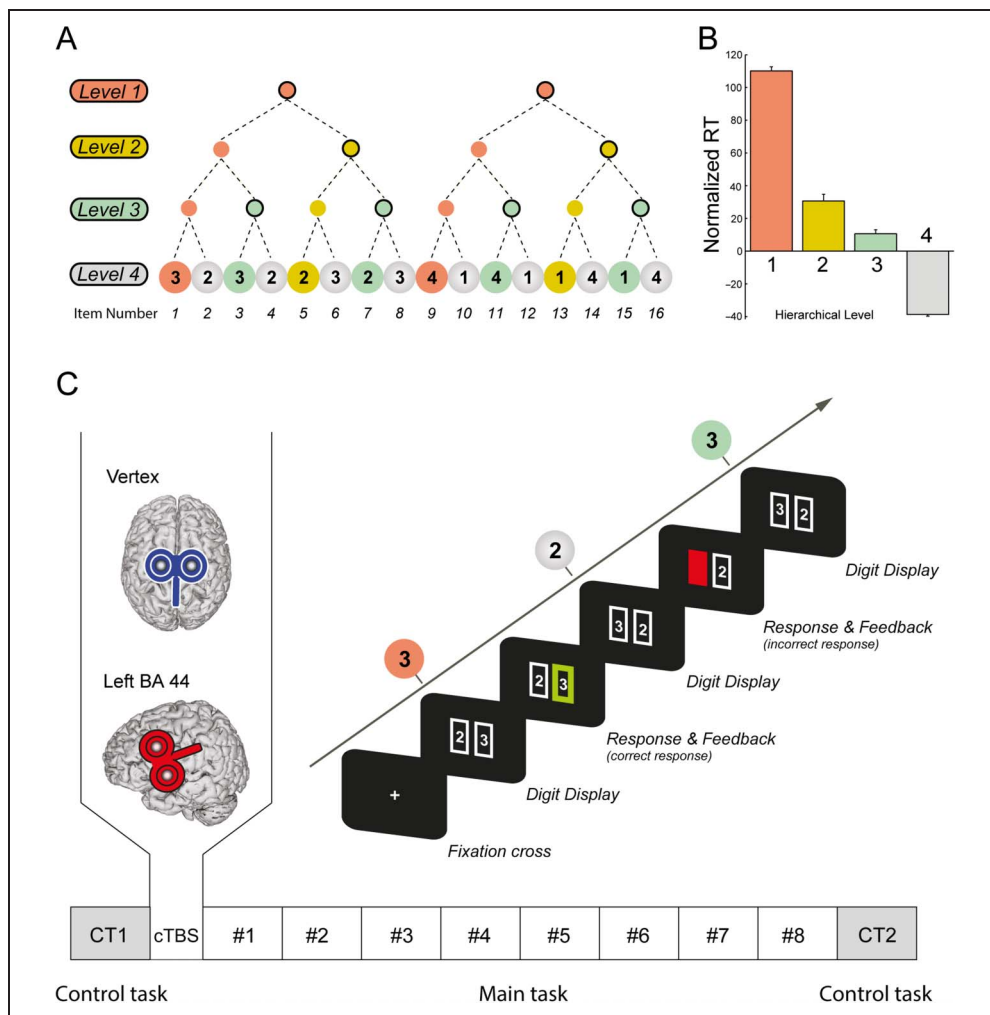 A
Level 1
Level 2
Level 3
Level 4
3 2 3 2 2 3 2 3 4 1 4 1 1 4 1 4
Item Number 1 2 3 4 5 6 7 8 9 10 11 12 13 14 15 16
B
Normalized RT
120
100
80
60
40
20
0
−20
−40
1 2 3 4
Hierarchical Level
C
Vertex
Left BA 44
3
2
3
+
Fixation cross
2 3
Digit Display
2 3
Response & Feedback
(correct response)
3 2
Digit Display
2
Response & Feedback
(incorrect response)
3 2
Digit Display
CT1 cTBS #1 #2 #3 #4 #5 #6 #7 #8 CT2
Control task Main task Control task